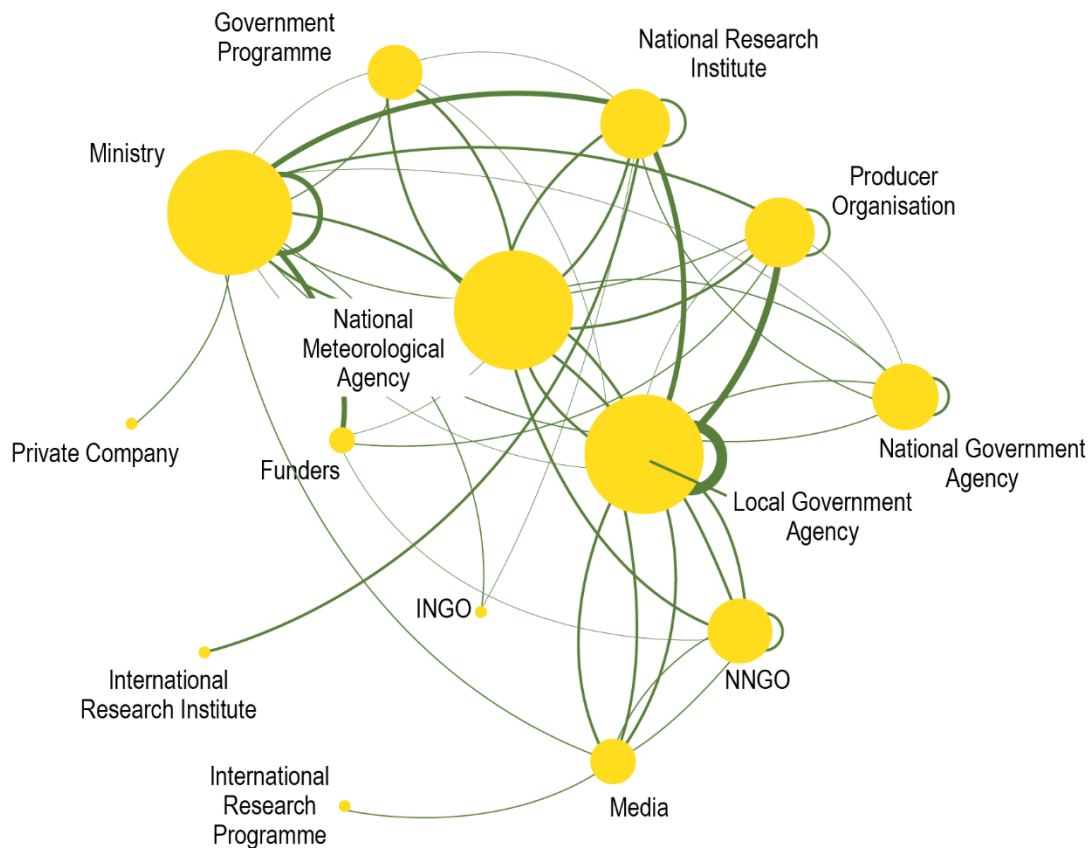 Government
Programme
National Research
Institute
Ministry
Producer
Organisation
National
Meteorological
Agency
Private Company
Funders
National Government
Agency
Local Government
Agency
INGO
International
Research Institute
NNGO
International
Research
Programme
Media